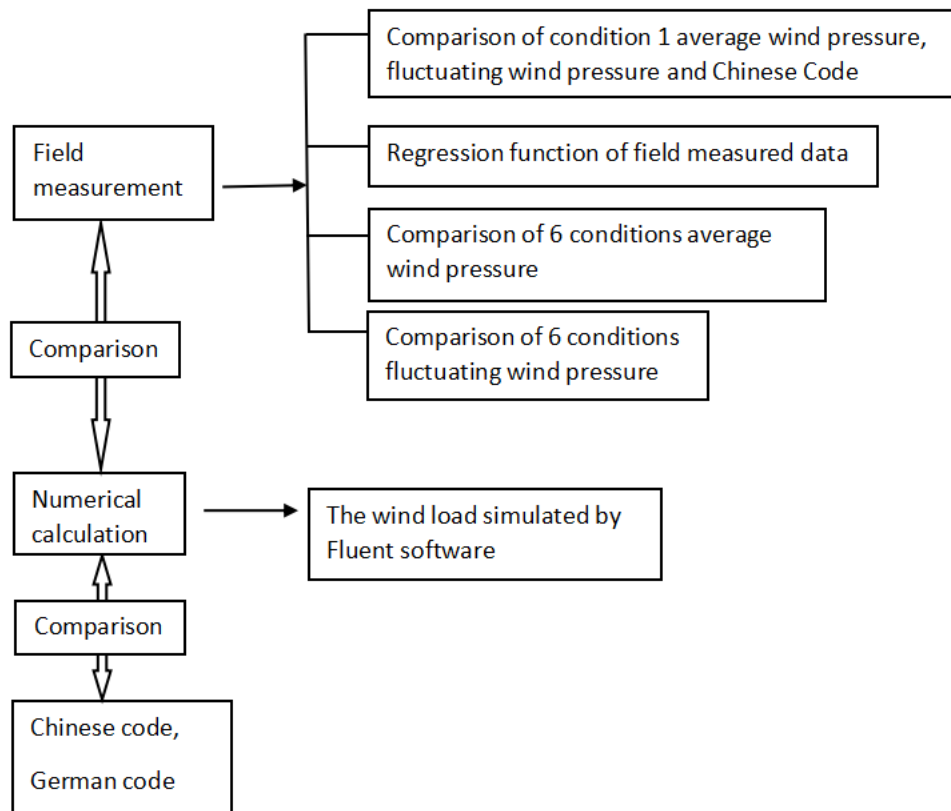 Comparison of condition 1 average wind pressure,
fluctuating wind pressure and Chinese Code
Field
measurement
Regression function of field measured data
Comparison of 6 conditions average
wind pressure
Comparison
Comparison of 6 conditions
fluctuating wind pressure
Numerical
calculation
The wind load simulated by
Fluent software
Comparison
Chinese code,
German code